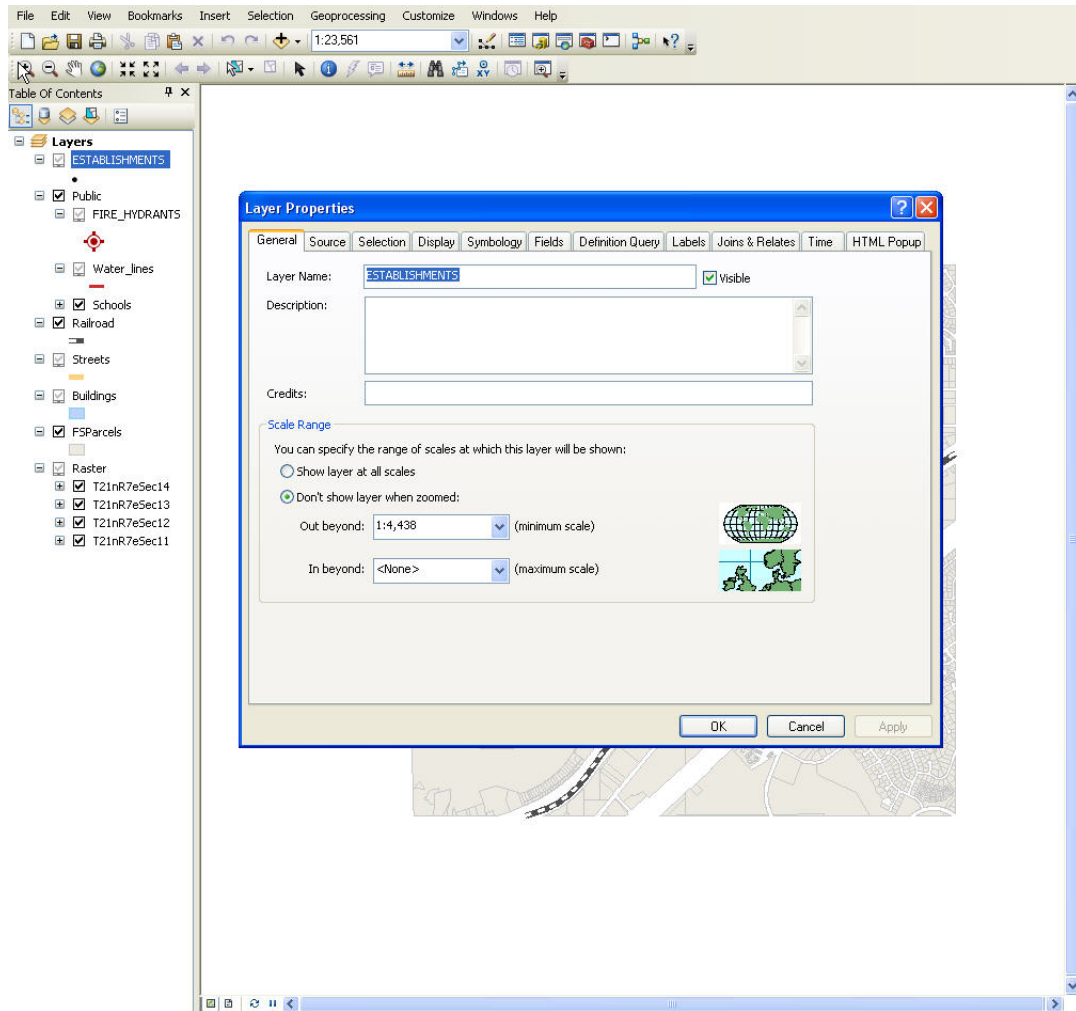 File Edit View Bookmarks Insert Selection Geoprocessing Customize Windows Help
1:23,561
Table Of Contents
Layers
ESTABLISHMENTS
Public
FIRE_HYDRANTS
Water_lines
Schools
Railroad
Streets
Buildings
FSParcels
Raster
T21nR7eSec14
T21nR7eSec13
T21nR7eSec12
T21nR7eSec11
Layer Properties
General Source Selection Display Symbology Fields Definition Query Labels Joins & Relates Time HTML Popup
Layer Name: ESTABLISHMENTS Visible
Description:
Credits:
Scale Range
You can specify the range of scales at which this layer will be shown:
Show layer at all scales
Don't show layer when zoomed:
Out beyond: 1:4,438 (minimum scale)
In beyond: <None> (maximum scale)
OK Cancel Apply